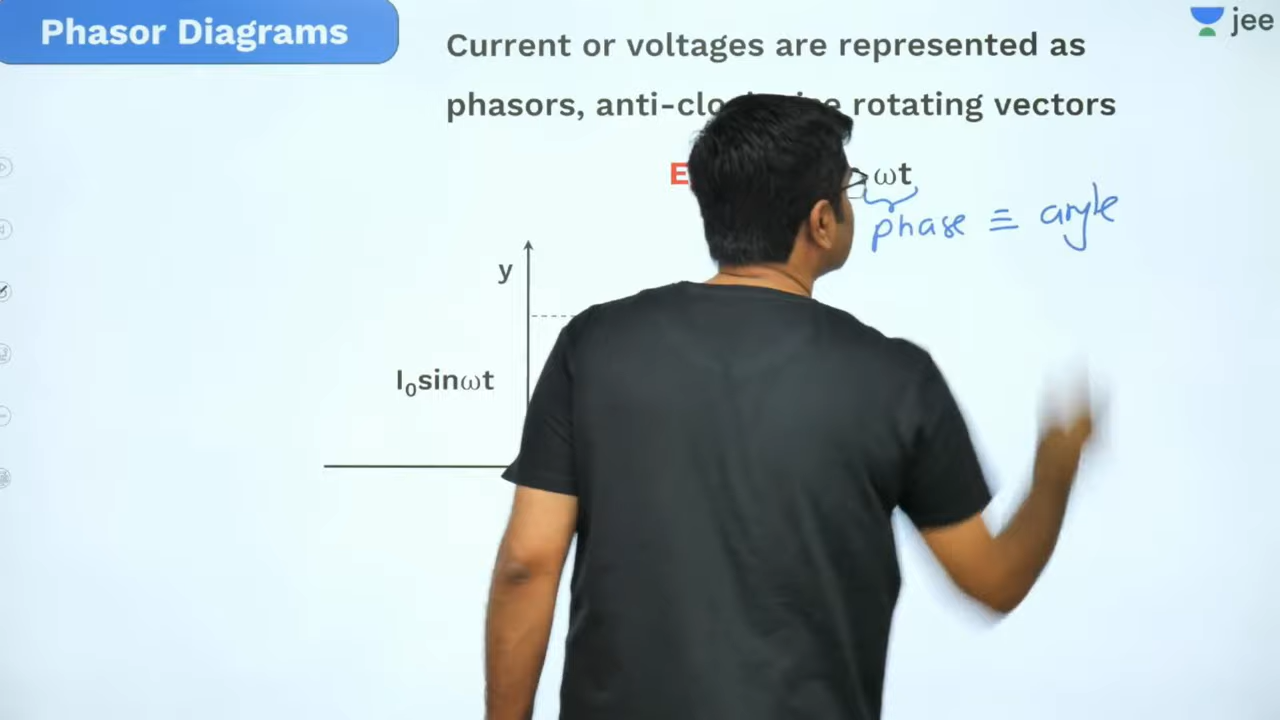 Phasor Diagrams
jee
Current or voltages are represented as
phasors, anti-clo rotating vectors
E ωt
phase ≡ angle
y
I₀sinωt